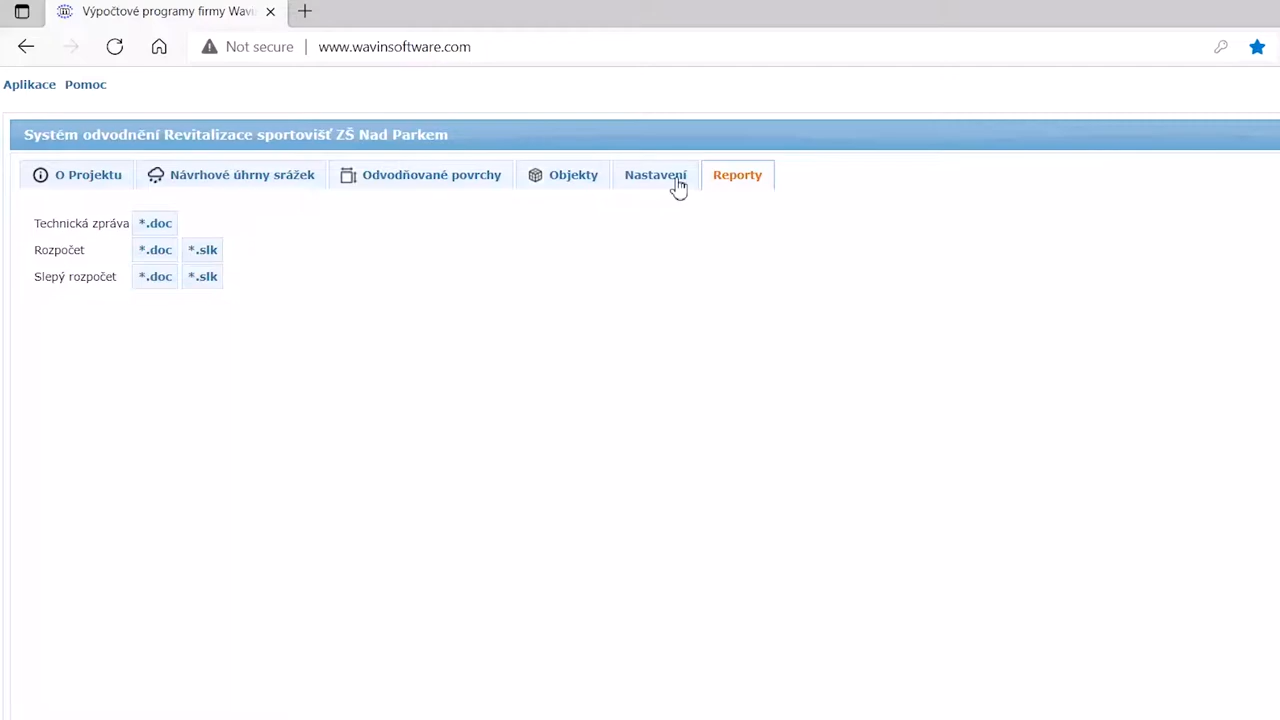 Výpočtové programy firmy Wavi
Not secure | www.wavinsoftware.com
Aplikace Pomoc
Systém odvodnění Revitalizace sportovišť ZŠ Nad Parkem
O Projektu Návrhové úhrny srážek Odvodňované povrchy Objekty Nastavení Reporty
Technická zpráva *.doc
Rozpočet *.doc *.slk
Slepý rozpočet *.doc *.slk